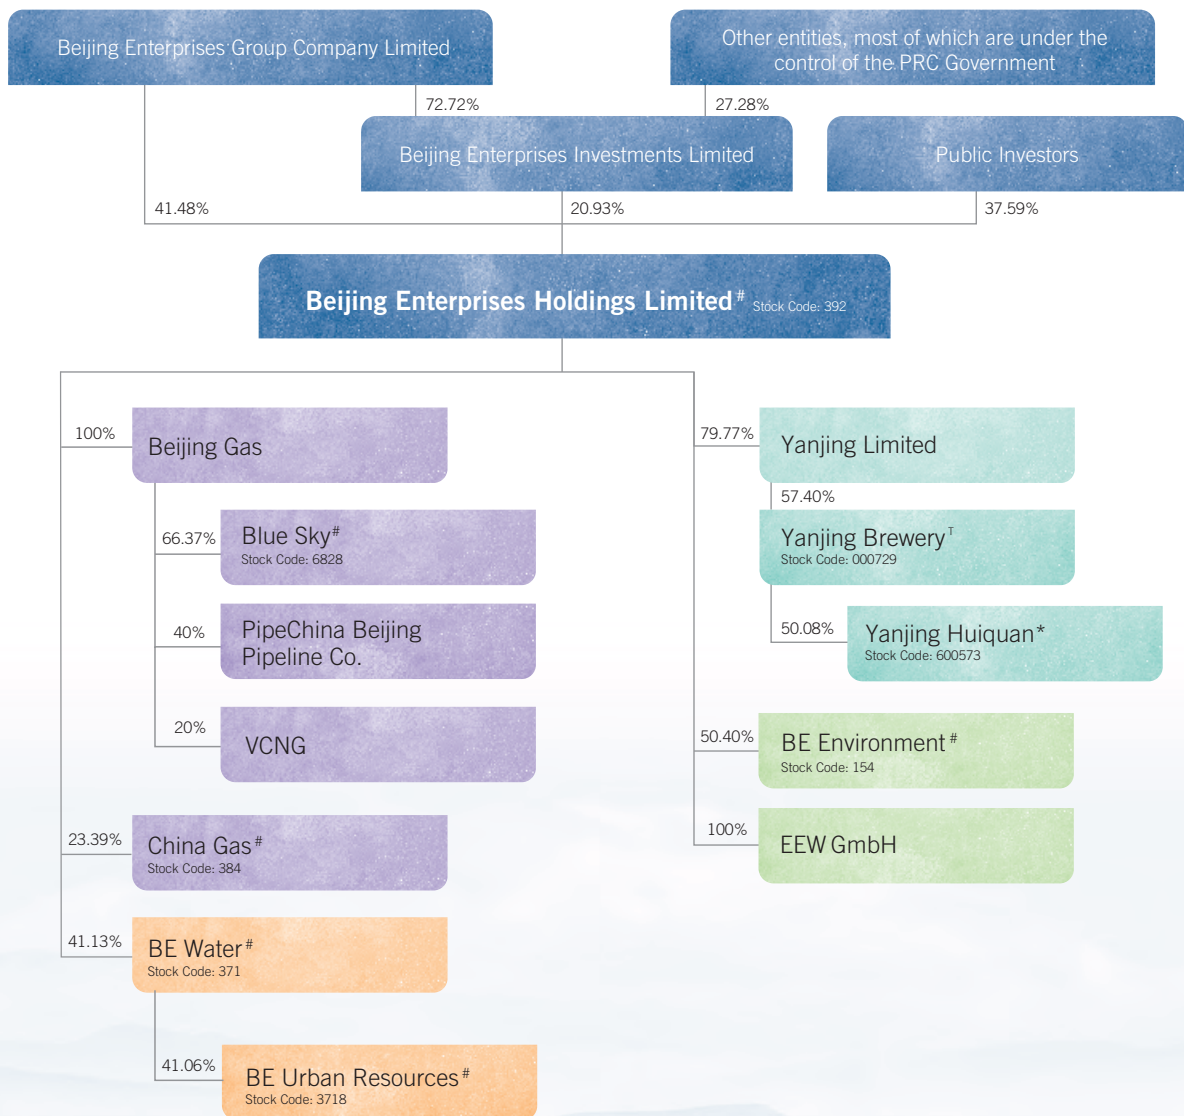 Beijing Enterprises Group Company Limited
Other entities, most of which are under the
control of the PRC Government
72.72%
27.28%
Beijing Enterprises Investments Limited
Public Investors
41.48%
20.93%
37.59%
Beijing Enterprises Holdings Limited# Stock Code: 392
100%
Beijing Gas
66.37%
Blue Sky#
Stock Code: 6828
40%
PipeChina Beijing
Pipeline Co.
20%
VCNG
23.39%
China Gas#
Stock Code: 384
41.13%
BE Water#
Stock Code: 371
41.06%
BE Urban Resources#
Stock Code: 3718
79.77%
Yanjing Limited
57.40%
Yanjing Brewery T
Stock Code: 000729
50.08%
Yanjing Huiquan*
Stock Code: 600573
50.40%
BE Environment#
Stock Code: 154
100%
EEW GmbH